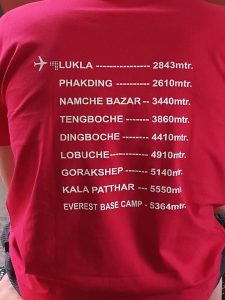 LUKLA ---------------- 2843mtr.
PHAKDING ---------- 2610mtr.
NAMCHE BAZAR -- 3440mtr.
TENGBOCHE ------- 3860mtr.
DINGBOCHE ------- 4410mtr.
LOBUCHE------------ 4910mtr.
GORAKSHEP ------- 5140mtr.
KALA PATTHAR --- 5550mt
EVEREST BASE CAMP - 5364mtr.